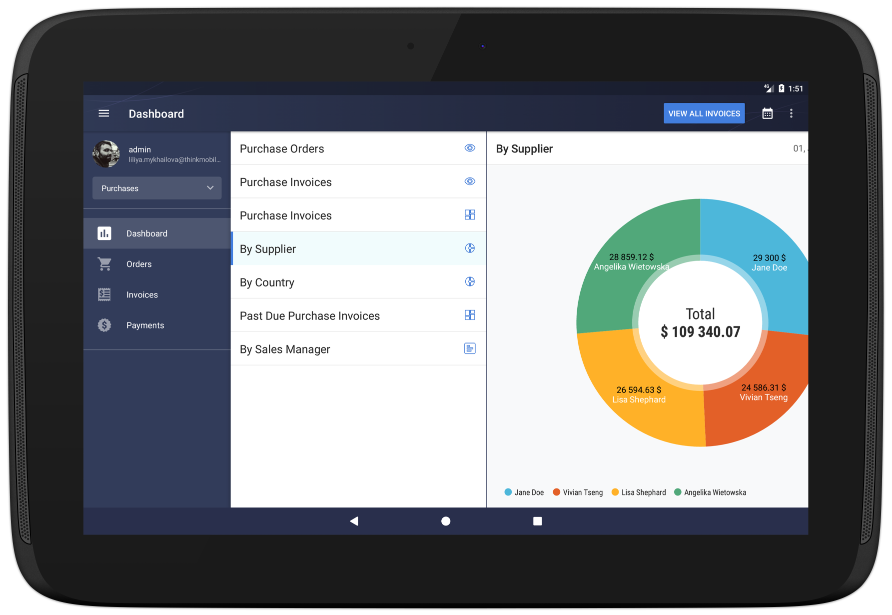 1:51
Dashboard
VIEW ALL INVOICES
admin
liliya.mykhailova@thinkmobil...
Purchases
Dashboard
Orders
Invoices
Payments
Purchase Orders
Purchase Invoices
Purchase Invoices
By Supplier
By Country
Past Due Purchase Invoices
By Sales Manager
By Supplier
01,
28 859.12 $
Angelika Wietowska
29 300 $
Jane Doe
Total
$ 109 340.07
26 594.63 $
Lisa Shephard
24 586.31 $
Vivian Tseng
Jane Doe
Vivian Tseng
Lisa Shephard
Angelika Wietowska